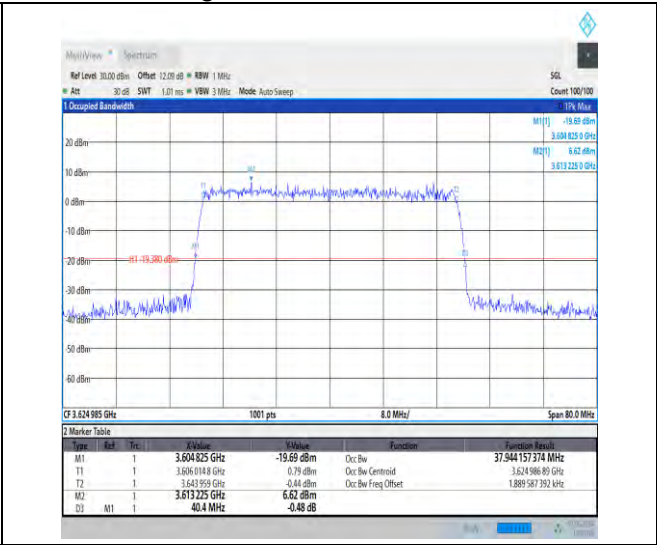 MultiView Spectrum
Ref Level 30.00 dBm Offset 12.09 dB RBW 1 MHz SGL
Att 30 dB SWT 1.01 ms VBW 3 MHz Mode Auto Sweep Count 100/100
1 Occupied Bandwidth 1Pk Max
M1[1] -19.69 dBm
3.604 825 0 GHz
M2[1] 6.62 dBm
3.613 225 0 GHz
20 dBm
10 dBm
M2
T1
0 dBm
-10 dBm
M1
-20 dBm H1 -19.380 dBm
-30 dBm
-40 dBm
-50 dBm
-60 dBm
CF 3.624 985 GHz 1001 pts 8.0 MHz/ Span 80.0 MHz
2 Marker Table
Type Ref Trc X-Value Y-Value Function Function Result
M1 1 3.604825 GHz -19.69 dBm Occ Bw 37.944157374 MHz
T1 1 3.606 014 8 GHz 0.79 dBm Occ Bw Centroid 3.624 986 89 GHz
T2 1 3.643 959 GHz -0.44 dBm Occ Bw Freq Offset 1.889 587 392 kHz
M2 1 3.613225 GHz 6.62 dBm
D3 M1 1 40.4 MHz -0.48 dB